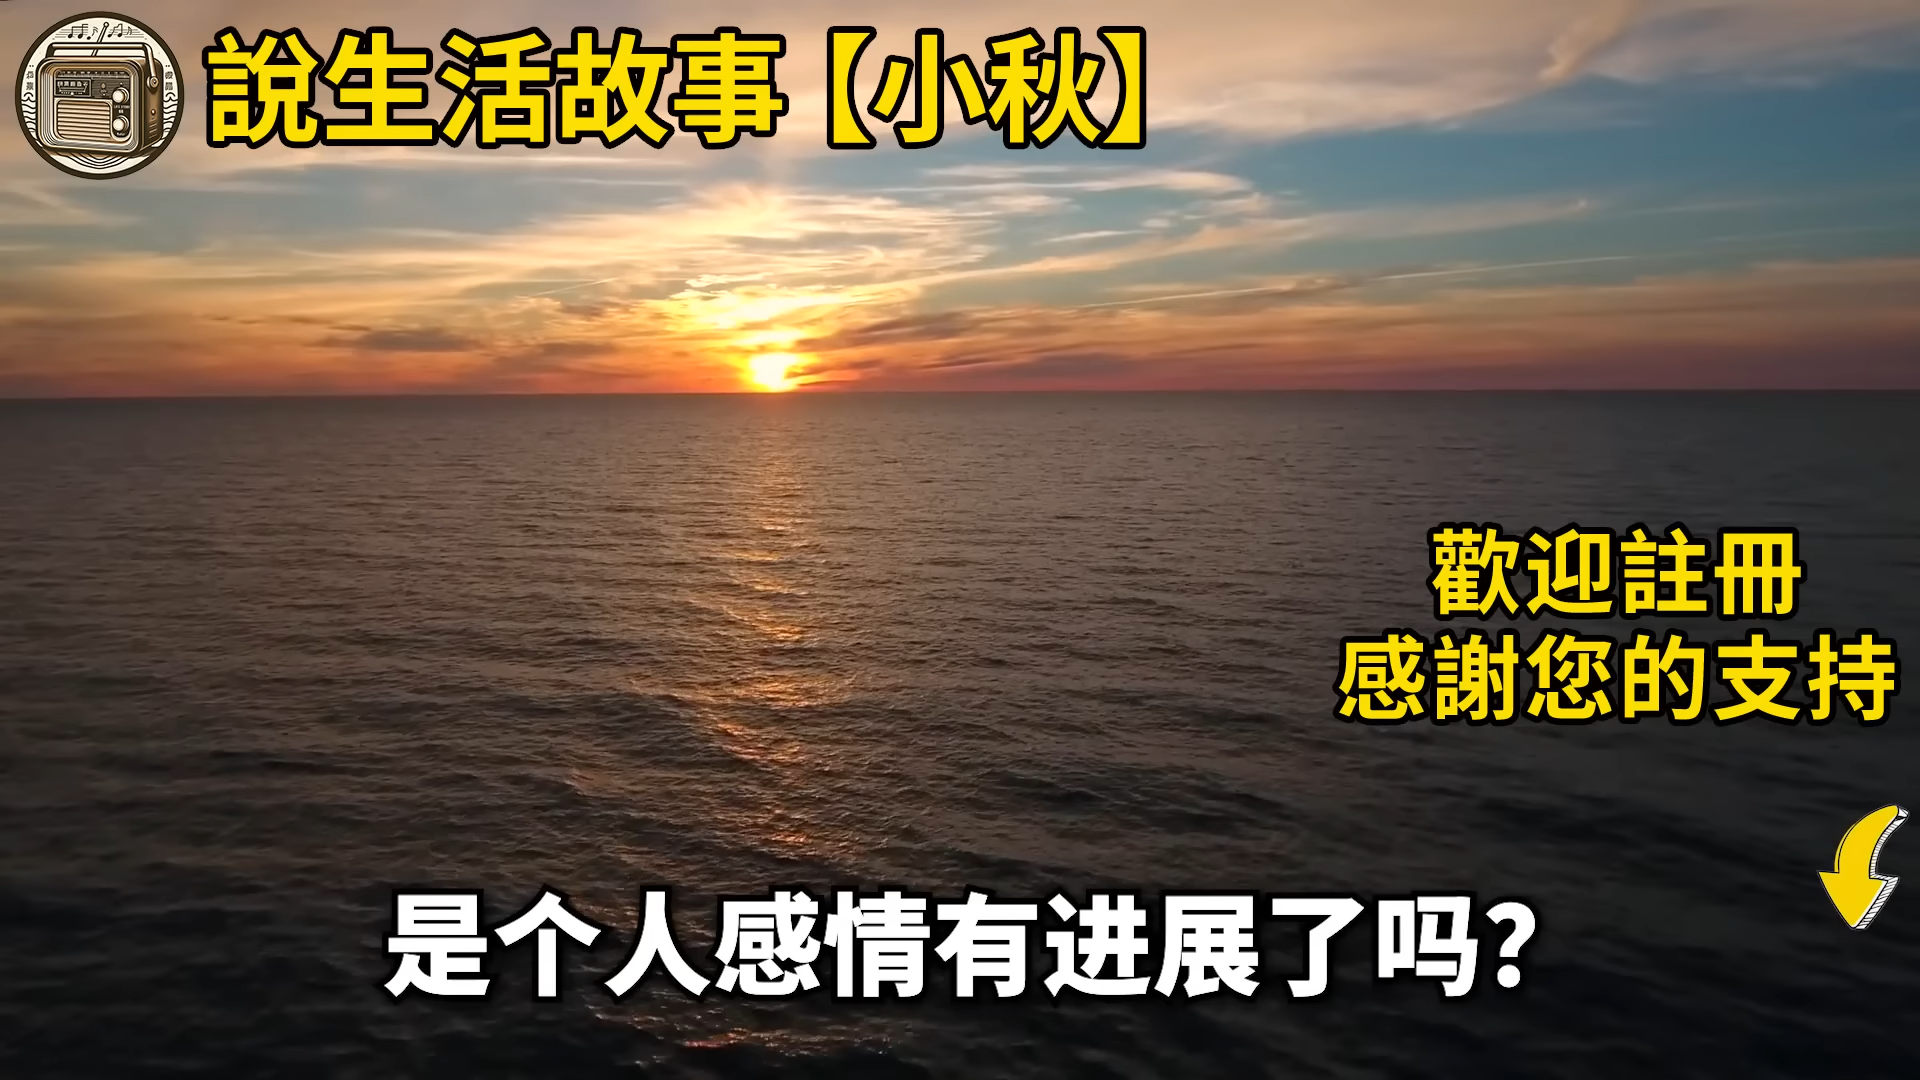 說生活故事【小秋】
歡迎註冊
感謝您的支持
是个人感情有进展了吗?